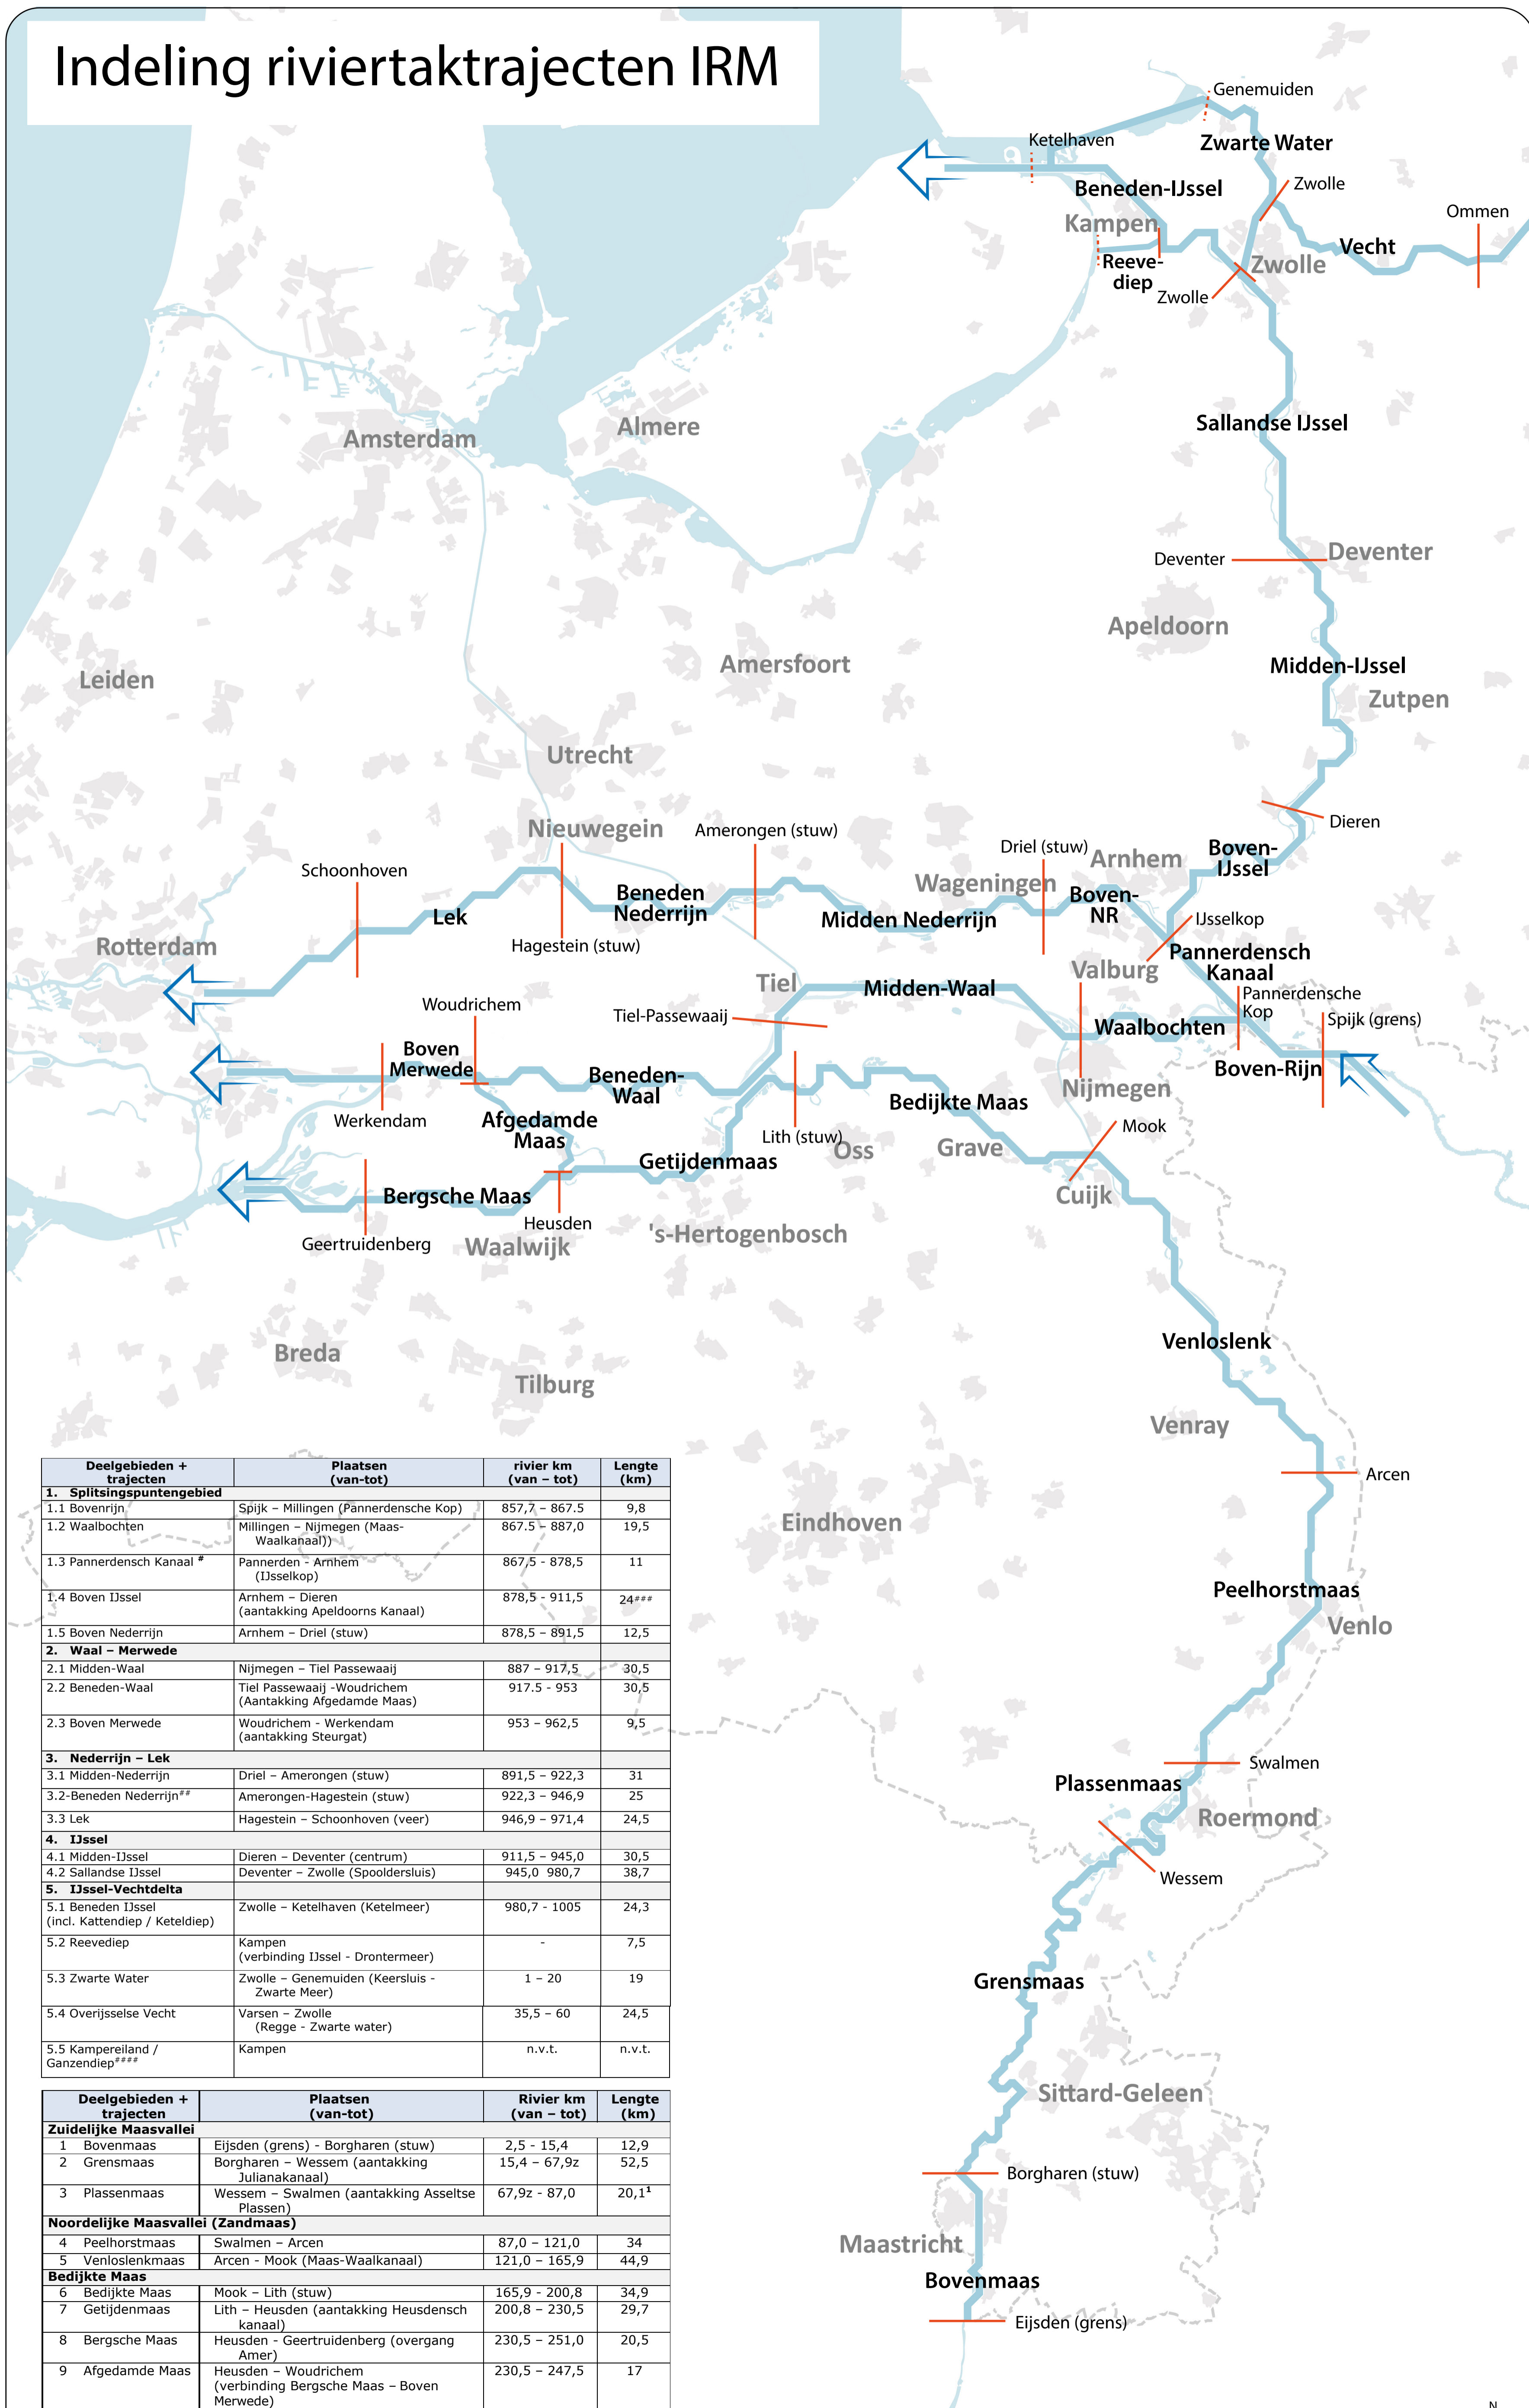 Indeling riviertaktrajecten IRM
Genemuiden
Ketelhaven
Zwarte Water
Beneden-IJssel
Zwolle
Ommen
Kampen
Vecht
Reeve-
diep
Zwolle
Zwolle
Sallandse IJssel
Almere
Amsterdam
Deventer
Deventer
Apeldoorn
Amersfoort
Midden-IJssel
Leiden
Zutpen
Utrecht
Dieren
Nieuwegein
Amerongen (stuw)
Driel (stuw)
Arnhem
Boven-
IJssel
Schoonhoven
Wageningen
Beneden
Nederrijn
Boven-
NR
Lek
Midden Nederrijn
IJsselkop
Rotterdam
Hagestein (stuw)
Pannerdensch
Kanaal
Valburg
Tiel
Midden-Waal
Pannerdensche
Kop
Woudrichem
Tiel-Passewaaij
Waalbochten
Spijk (grens)
Boven
Merwede
Beneden-
Waal
Boven-Rijn
Nijmegen
Bedijkte Maas
Werkendam
Afgedamde
Maas
Mook
Lith (stuw)
Oss
Grave
Getijdenmaas
Bergsche Maas
Cuijk
Heusden
Geertruidenberg
Waalwijk
's-Hertogenbosch
Venloslenk
Breda
Tilburg
Venray
Arcen
Eindhoven
Peelhorstmaas
Venlo
Swalmen
Plassenmaas
Roermond
Wessem
Grensmaas
Sittard-Geleen
Borgharen (stuw)
Maastricht
Bovenmaas
Eijsden (grens)
N
Deelgebieden + Plaatsen rivier km Lengte
trajecten (van-tot) (van – tot) (km)
1. Splitsingspuntengebied
1.1 Bovenrijn Spijk – Millingen (Pannerdensche Kop) 857,7 – 867.5 9,8
1.2 Waalbochten Millingen – Nijmegen (Maas- 867.5 – 887,0 19,5
Waalkanaal))
1.3 Pannerdensch Kanaal # Pannerden - Arnhem 867,5 - 878,5 11
(IJsselkop)
1.4 Boven IJssel Arnhem – Dieren 878,5 - 911,5 24###
(aantakking Apeldoorns Kanaal)
1.5 Boven Nederrijn Arnhem – Driel (stuw) 878,5 – 891,5 12,5
2. Waal – Merwede
2.1 Midden-Waal Nijmegen – Tiel Passewaaij 887 – 917,5 30,5
2.2 Beneden-Waal Tiel Passewaaij -Woudrichem 917.5 - 953 30,5
(Aantakking Afgedamde Maas)
2.3 Boven Merwede Woudrichem - Werkendam 953 – 962,5 9,5
(aantakking Steurgat)
3. Nederrijn – Lek
3.1 Midden-Nederrijn Driel – Amerongen (stuw) 891,5 – 922,3 31
3.2-Beneden Nederrijn## Amerongen-Hagestein (stuw) 922,3 – 946,9 25
3.3 Lek Hagestein – Schoonhoven (veer) 946,9 – 971,4 24,5
4. IJssel
4.1 Midden-IJssel Dieren – Deventer (centrum) 911,5 – 945,0 30,5
4.2 Sallandse IJssel Deventer – Zwolle (Spooldersluis) 945,0 980,7 38,7
5. IJssel-Vechtdelta
5.1 Beneden IJssel Zwolle – Ketelhaven (Ketelmeer) 980,7 - 1005 24,3
(incl. Kattendiep / Keteldiep)
5.2 Reevediep Kampen - 7,5
(verbinding IJssel - Drontermeer)
5.3 Zwarte Water Zwolle – Genemuiden (Keersluis - 1 – 20 19
Zwarte Meer)
5.4 Overijsselse Vecht Varsen – Zwolle 35,5 – 60 24,5
(Regge - Zwarte water)
5.5 Kampereiland / Kampen n.v.t. n.v.t.
Ganzendiep####
Deelgebieden + Plaatsen Rivier km Lengte
trajecten (van-tot) (van – tot) (km)
Zuidelijke Maasvallei
1 Bovenmaas Eijsden (grens) - Borgharen (stuw) 2,5 - 15,4 12,9
2 Grensmaas Borgharen – Wessem (aantakking 15,4 – 67,9z 52,5
Julianakanaal)
3 Plassenmaas Wessem – Swalmen (aantakking Asseltse 67,9z - 87,0 20,1¹
Plassen)
Noordelijke Maasvallei (Zandmaas)
4 Peelhorstmaas Swalmen – Arcen 87,0 – 121,0 34
5 Venloslenkmaas Arcen - Mook (Maas-Waalkanaal) 121,0 – 165,9 44,9
Bedijkte Maas
6 Bedijkte Maas Mook – Lith (stuw) 165,9 - 200,8 34,9
7 Getijdenmaas Lith – Heusden (aantakking Heusdensch 200,8 – 230,5 29,7
kanaal)
8 Bergsche Maas Heusden - Geertruidenberg (overgang 230,5 – 251,0 20,5
Amer)
9 Afgedamde Maas Heusden – Woudrichem 230,5 – 247,5 17
(verbinding Bergsche Maas – Boven
Merwede)